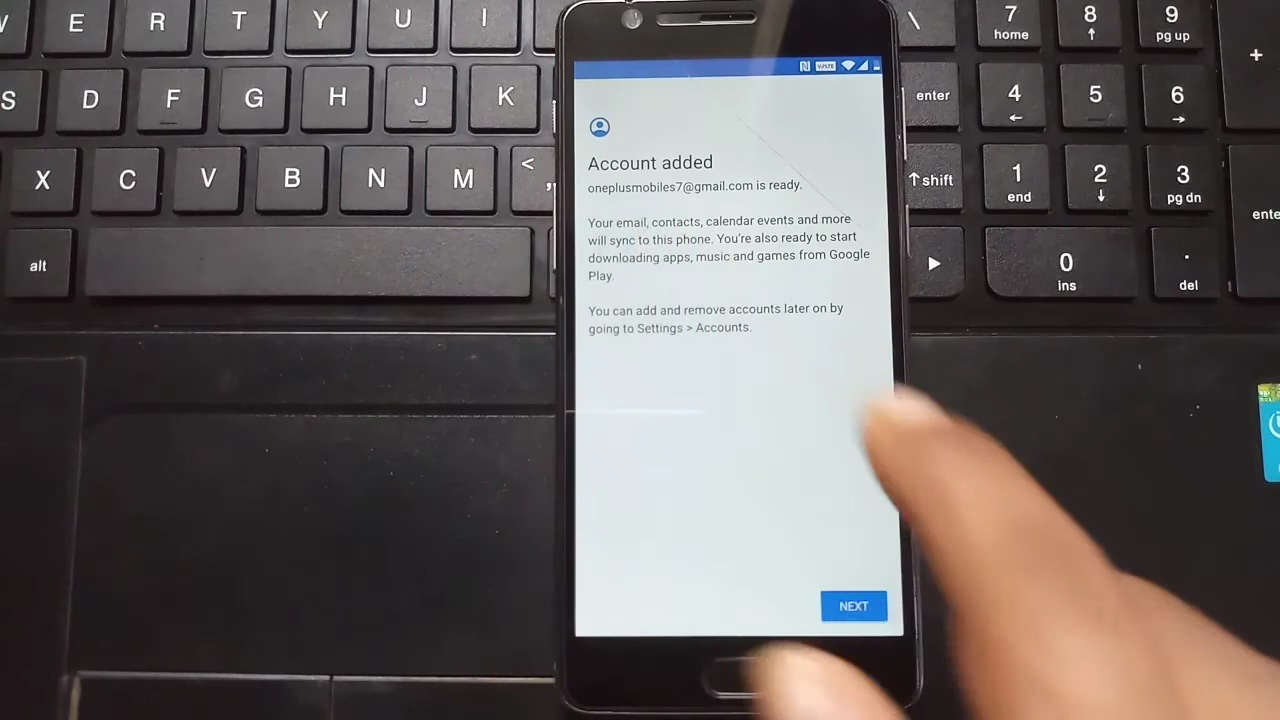 E R T Y U I \ 7 8 9
home ↑ pg up
+
S D F G H J K enter 4 5 6
← →
X C V B N M < , ↑shift 1 2 3
end ↓ pg dn
alt 0 .
ins del
VoLTE
Account added
oneplusmobiles7@gmail.com is ready.
Your email, contacts, calendar events and more
will sync to this phone. You're also ready to start
downloading apps, music and games from Google
Play.
You can add and remove accounts later on by
going to Settings > Accounts.
NEXT